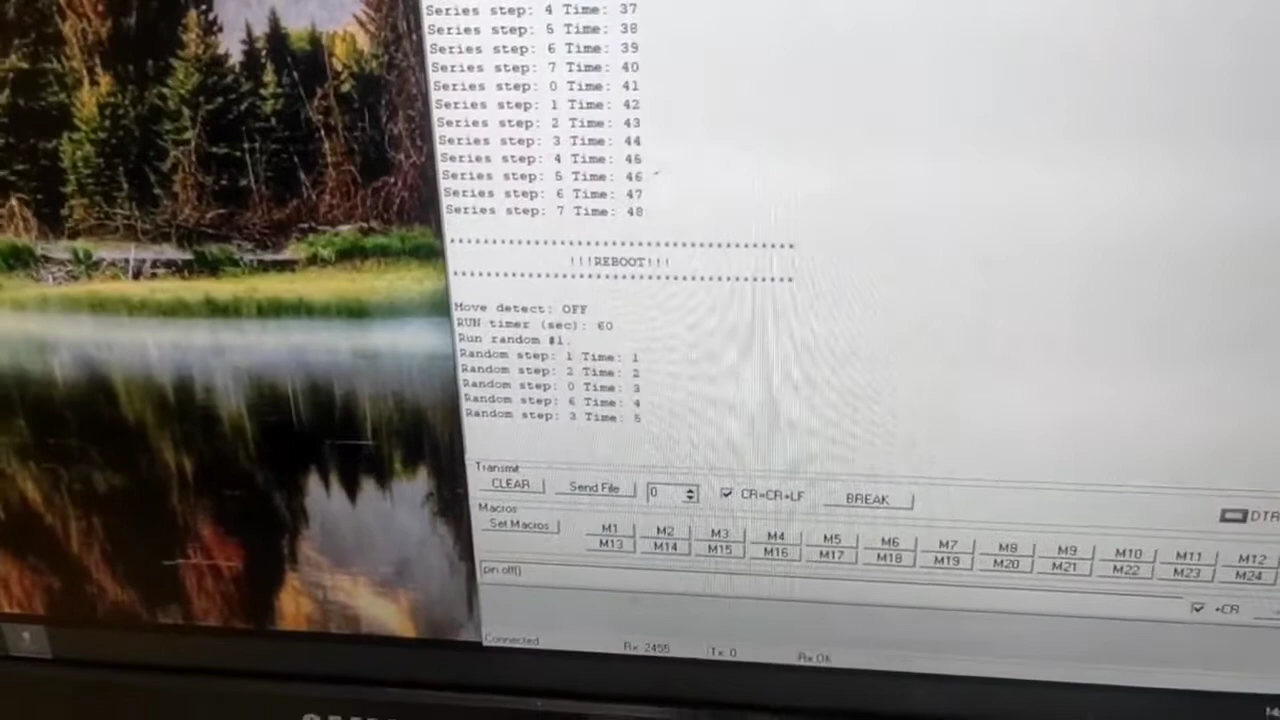 Series step: 4 Time: 37
Series step: 5 Time: 38
Series step: 6 Time: 39
Series step: 7 Time: 40
Series step: 0 Time: 41
Series step: 1 Time: 42
Series step: 2 Time: 43
Series step: 3 Time: 44
Series step: 4 Time: 45
Series step: 5 Time: 46
Series step: 6 Time: 47
Series step: 7 Time: 48
!!!REBOOT!!!
Move detect: OFF
RUN timer (sec): 60
Run random #1.
Random step: 1 Time: 1
Random step: 2 Time: 2
Random step: 0 Time: 3
Random step: 6 Time: 4
Random step: 3 Time: 5
Transmit
CLEAR Send File 0 CR=CR+LF BREAK DTR
Macros
Set Macros M1 M2 M3 M4 M5 M6 M7 M8 M9 M10 M11 M12
M13 M14 M15 M16 M17 M18 M19 M20 M21 M22 M23 M24
pin.off()
+CR
Connected Rx: 2455 Tx: 0 Rx OK